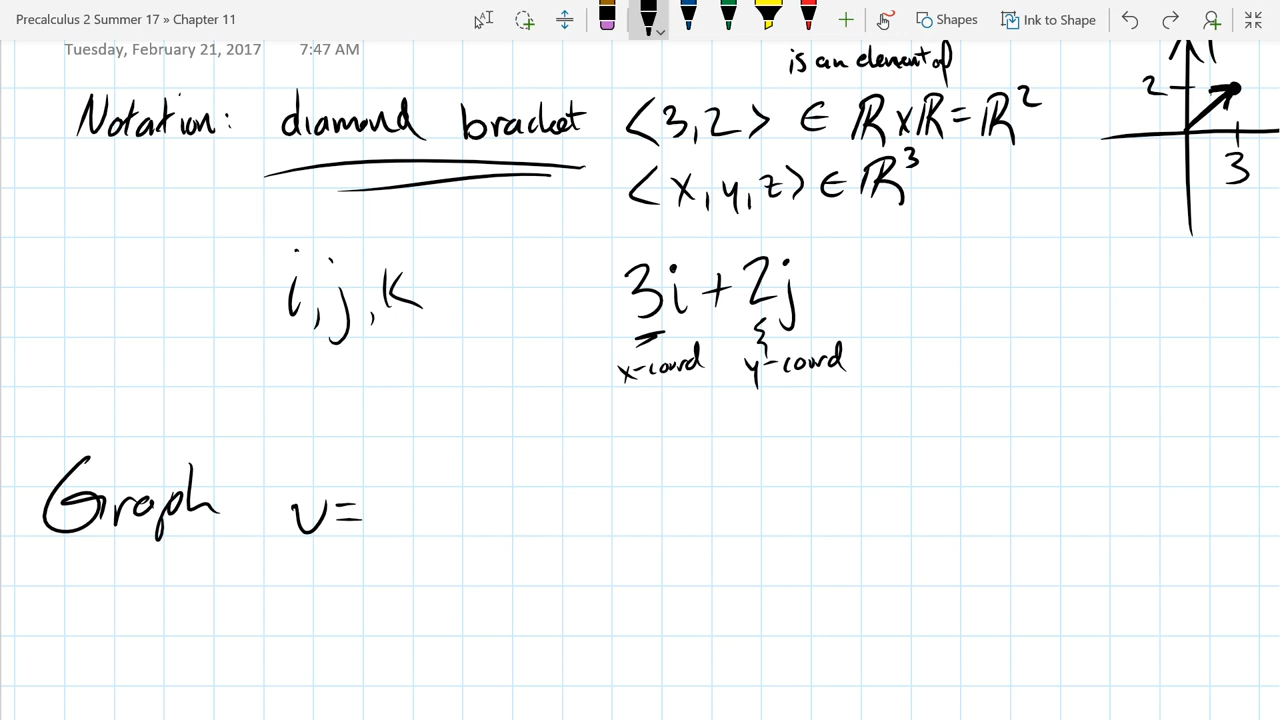 Precalculus 2 Summer 17 » Chapter 11
Shapes
Ink to Shape
Tuesday, February 21, 2017 7:47 AM
is an element of
Notation: diamond bracket <3,2> ∈ ℝ×ℝ=ℝ²
<x,y,z> ∈ ℝ³
2
3
i,j,k 3i+2j
x-coord y-coord
Graph v=